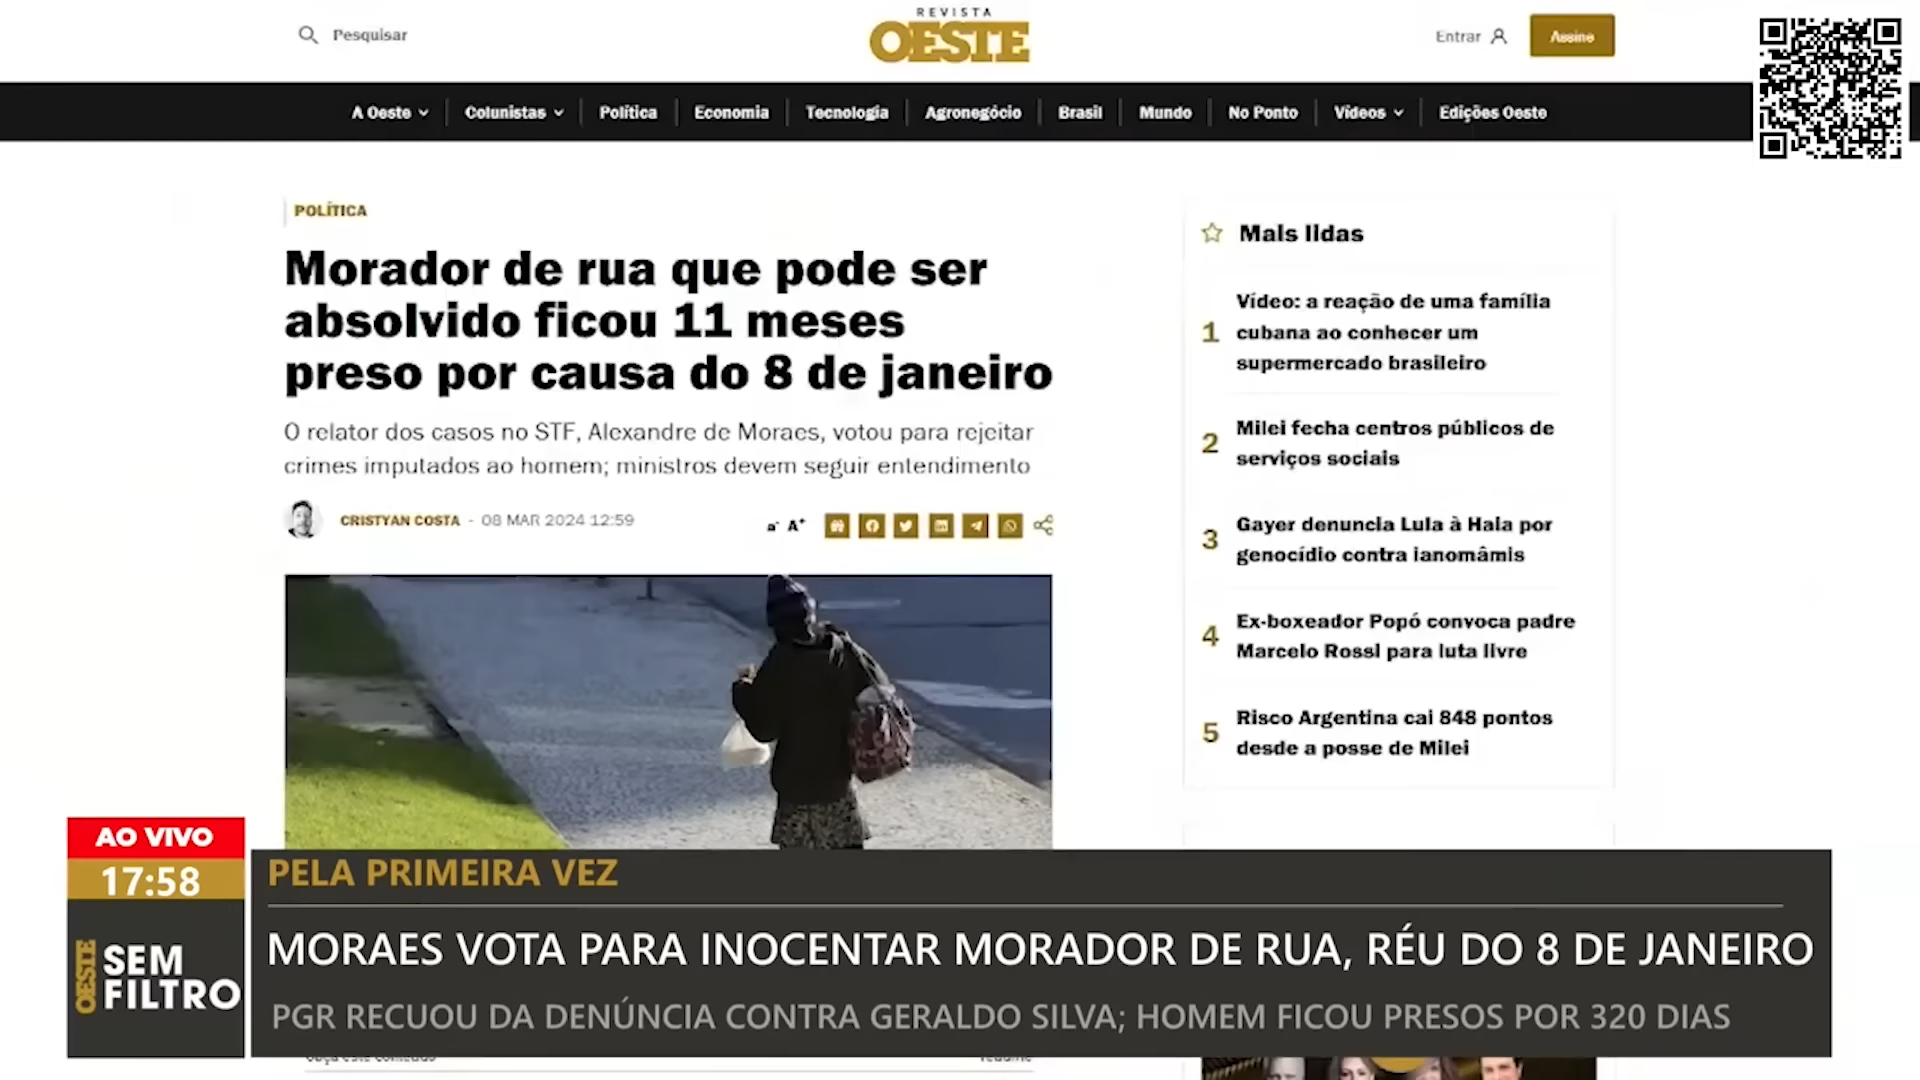 Pesquisar
REVISTA
OESTE
Entrar
Assine
A Oeste
Colunistas
Política
Economia
Tecnologia
Agronegócio
Brasil
Mundo
No Ponto
Vídeos
Edições Oeste
POLÍTICA
Morador de rua que pode ser
absolvido ficou 11 meses
preso por causa do 8 de janeiro
O relator dos casos no STF, Alexandre de Moraes, votou para rejeitar
crimes imputados ao homem; ministros devem seguir entendimento
CRISTYAN COSTA - 08 MAR 2024 12:59
a- A+
Mais lidas
1
Vídeo: a reação de uma família
cubana ao conhecer um
supermercado brasileiro
2
Milei fecha centros públicos de
serviços sociais
3
Gayer denuncia Lula à Haia por
genocídio contra ianomâmis
4
Ex-boxeador Popó convoca padre
Marcelo Rossi para luta livre
5
Risco Argentina cai 848 pontos
desde a posse de Milei
AO VIVO
17:58
OESTE
SEM
FILTRO
PELA PRIMEIRA VEZ
MORAES VOTA PARA INOCENTAR MORADOR DE RUA, RÉU DO 8 DE JANEIRO
PGR RECUOU DA DENÚNCIA CONTRA GERALDO SILVA; HOMEM FICOU PRESOS POR 320 DIAS